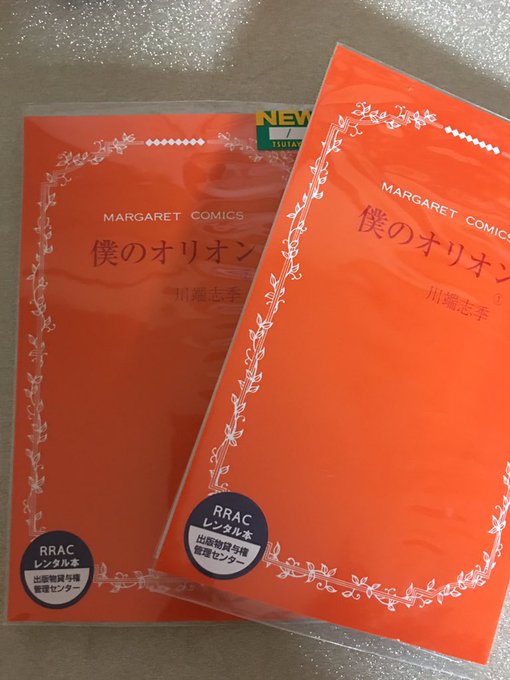 NEW
/
TSUTAYA
MARGARET COMICS
僕のオリオン
川端志季
RRAC
レンタル本
出版物貸与権
管理センター
MARGARET COMICS
僕のオリオン
①
川端志季
RRAC
レンタル本
出版物貸与権
管理センター